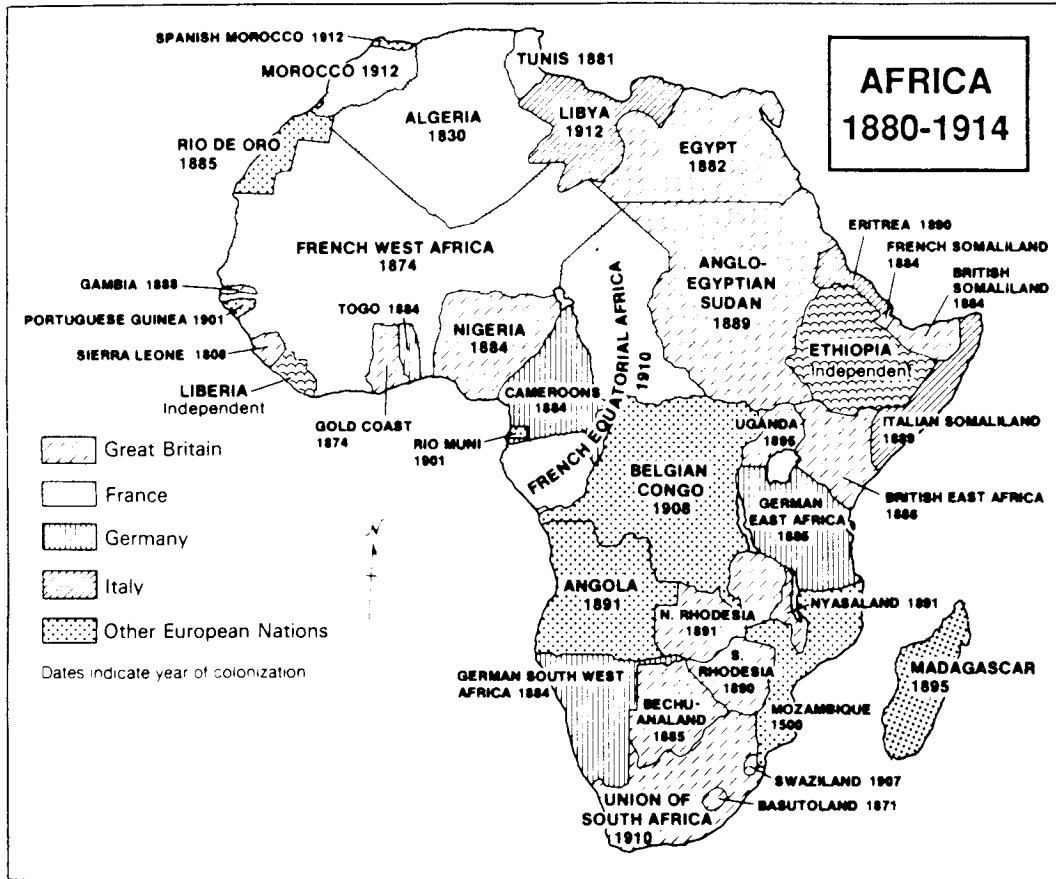 AFRICA
1880-1914
SPANISH MOROCCO 1912
MOROCCO 1912
TUNIS 1881
ALGERIA
1830
LIBYA
1912
EGYPT
1882
RIO DE ORO
1885
FRENCH WEST AFRICA
1874
ERITREA 1890
FRENCH SOMALILAND
1884
BRITISH
SOMALILAND
1884
ANGLO-
EGYPTIAN
SUDAN
1889
GAMBIA 1888
PORTUGUESE GUINEA 1901
SIERRA LEONE 1808
LIBERIA
Independent
TOGO 1884
NIGERIA
1884
GOLD COAST
1874
CAMEROONS
1884
RIO MUNI
1901
FRENCH EQUATORIAL AFRICA
1910
ETHIOPIA
Independent
ITALIAN SOMALILAND
1889
UGANDA
1895
BELGIAN
CONGO
1908
BRITISH EAST AFRICA
1886
GERMAN
EAST AFRICA
1885
Great Britain
France
Germany
Italy
Other European Nations
Dates indicate year of colonization
N
ANGOLA
1891
N. RHODESIA
1891
NYASALAND 1891
S.
RHODESIA
1890
MADAGASCAR
1895
GERMAN SOUTH WEST
AFRICA 1884
BECHU-
ANALAND
1885
MOZAMBIQUE
1500
SWAZILAND 1907
BASUTOLAND 1871
UNION OF
SOUTH AFRICA
1910